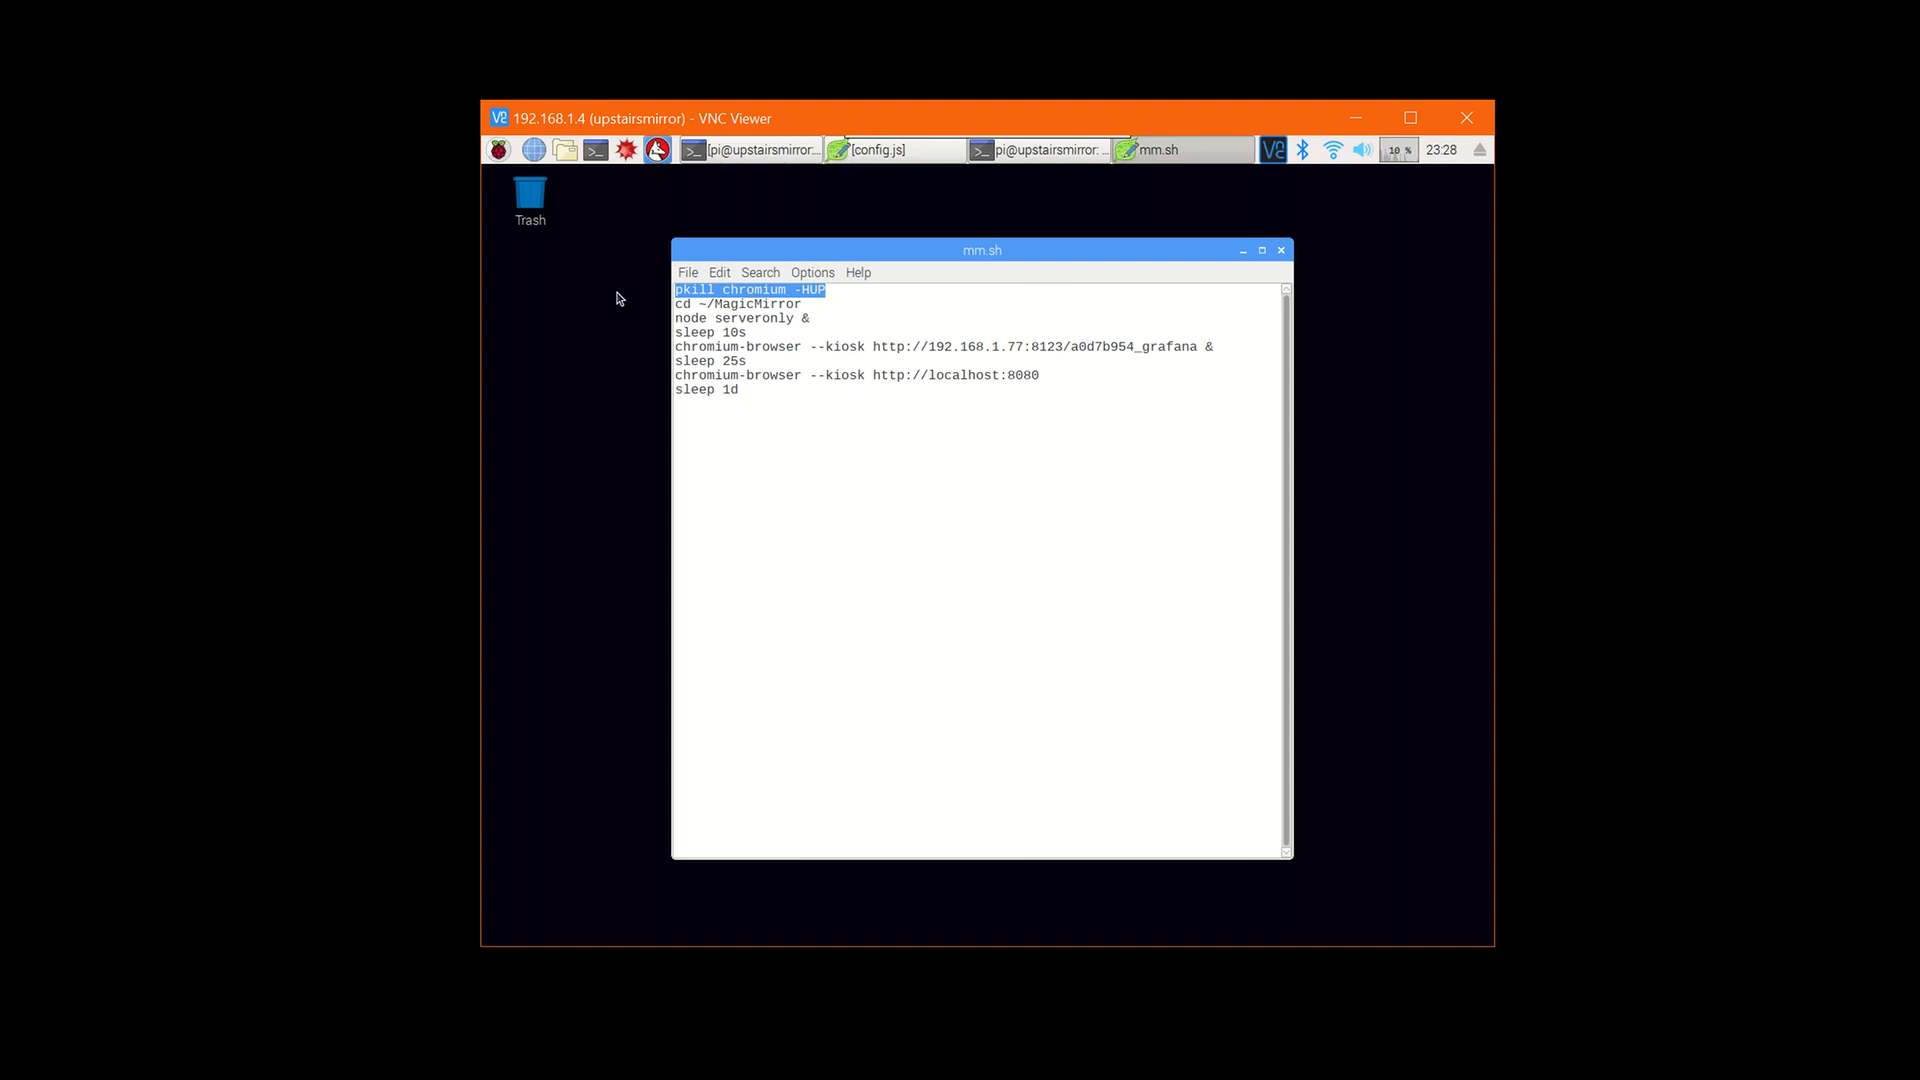 192.168.1.4 (upstairsmirror) - VNC Viewer
[pi@upstairsmirror:... [config.js] pi@upstairsmirror: ... mm.sh 10 % 23:28
Trash
mm.sh
File Edit Search Options Help
pkill chromium -HUP
cd ~/MagicMirror
node serveronly &
sleep 10s
chromium-browser --kiosk http://192.168.1.77:8123/a0d7b954_grafana &
sleep 25s
chromium-browser --kiosk http://localhost:8080
sleep 1d